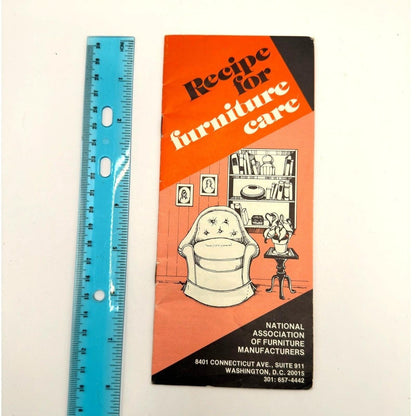 Recipe
for
furniture
care
NATIONAL
ASSOCIATION
OF FURNITURE
MANUFACTURERS
8401 CONNECTICUT AVE., SUITE 911
WASHINGTON, D.C. 20015
301: 657-4442